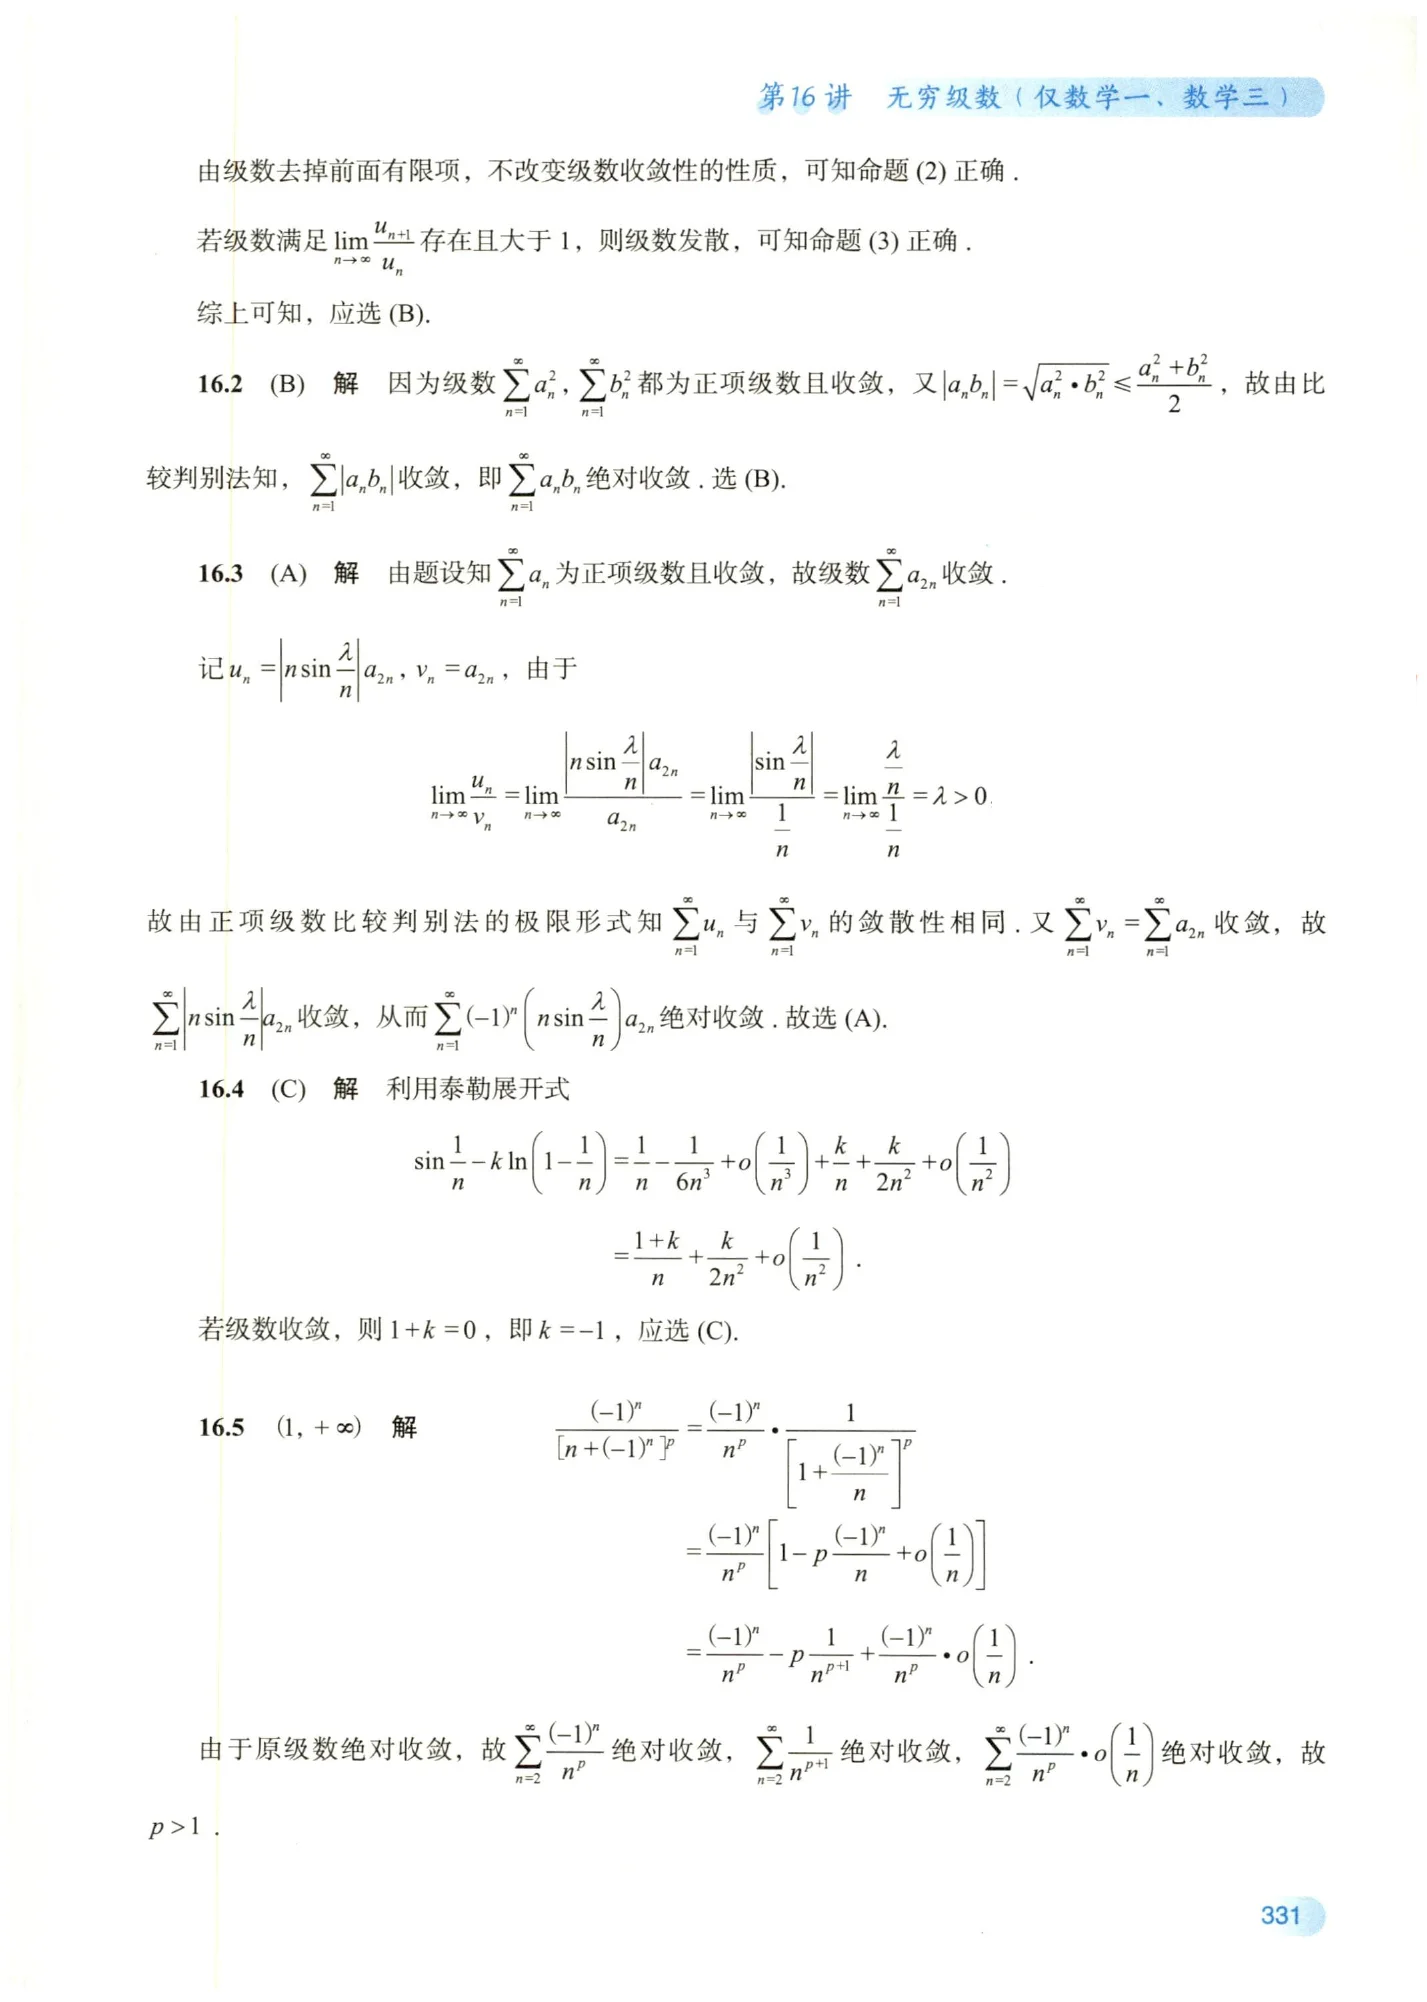 第16讲 无穷级数（仅数学一、数学三）
由级数去掉前面有限项，不改变级数收敛性的性质，可知命题 (2) 正确．
若级数满足 $\lim\limits_{n\to\infty}\frac{u_{n+1}}{u_n}$ 存在且大于 1，则级数发散，可知命题 (3) 正确．
综上可知，应选 (B).
16.2 (B) 解 因为级数 $\sum\limits_{n=1}^{\infty}a_n^2$，$\sum\limits_{n=1}^{\infty}b_n^2$ 都为正项级数且收敛，又 $|a_nb_n|=\sqrt{a_n^2\cdot b_n^2}\leqslant\frac{a_n^2+b_n^2}{2}$，故由比
较判别法知，$\sum\limits_{n=1}^{\infty}|a_nb_n|$ 收敛，即 $\sum\limits_{n=1}^{\infty}a_nb_n$ 绝对收敛．选 (B).
16.3 (A) 解 由题设知 $\sum\limits_{n=1}^{\infty}a_n$ 为正项级数且收敛，故级数 $\sum\limits_{n=1}^{\infty}a_{2n}$ 收敛．
记 $u_n=\left|n\sin\frac{\lambda}{n}\right|a_{2n}$，$v_n=a_{2n}$，由于
$\lim\limits_{n\to\infty}\frac{u_n}{v_n}=\lim\limits_{n\to\infty}\frac{\left|n\sin\frac{\lambda}{n}\right|a_{2n}}{a_{2n}}=\lim\limits_{n\to\infty}\frac{\left|\sin\frac{\lambda}{n}\right|}{\frac{1}{n}}=\lim\limits_{n\to\infty}\frac{\frac{\lambda}{n}}{\frac{1}{n}}=\lambda>0$
故由正项级数比较判别法的极限形式知 $\sum\limits_{n=1}^{\infty}u_n$ 与 $\sum\limits_{n=1}^{\infty}v_n$ 的敛散性相同．又 $\sum\limits_{n=1}^{\infty}v_n=\sum\limits_{n=1}^{\infty}a_{2n}$ 收敛，故
$\sum\limits_{n=1}^{\infty}\left|n\sin\frac{\lambda}{n}\right|a_{2n}$ 收敛，从而 $\sum\limits_{n=1}^{\infty}(-1)^n\left(n\sin\frac{\lambda}{n}\right)a_{2n}$ 绝对收敛．故选 (A).
16.4 (C) 解 利用泰勒展开式
$\sin\frac{1}{n}-k\ln\left(1-\frac{1}{n}\right)=\frac{1}{n}-\frac{1}{6n^3}+o\left(\frac{1}{n^3}\right)+\frac{k}{n}+\frac{k}{2n^2}+o\left(\frac{1}{n^2}\right)$
$=\frac{1+k}{n}+\frac{k}{2n^2}+o\left(\frac{1}{n^2}\right)$．
若级数收敛，则 $1+k=0$，即 $k=-1$，应选 (C).
16.5 $(1,+\infty)$ 解 $\frac{(-1)^n}{[n+(-1)^n]^p}=\frac{(-1)^n}{n^p}\cdot\frac{1}{\left[1+\frac{(-1)^n}{n}\right]^p}$
$=\frac{(-1)^n}{n^p}\left[1-p\frac{(-1)^n}{n}+o\left(\frac{1}{n}\right)\right]$
$=\frac{(-1)^n}{n^p}-p\frac{1}{n^{p+1}}+\frac{(-1)^n}{n^p}\cdot o\left(\frac{1}{n}\right)$．
由于原级数绝对收敛，故 $\sum\limits_{n=2}^{\infty}\frac{(-1)^n}{n^p}$ 绝对收敛，$\sum\limits_{n=2}^{\infty}\frac{1}{n^{p+1}}$ 绝对收敛，$\sum\limits_{n=2}^{\infty}\frac{(-1)^n}{n^p}\cdot o\left(\frac{1}{n}\right)$ 绝对收敛，故
$p>1$．
331